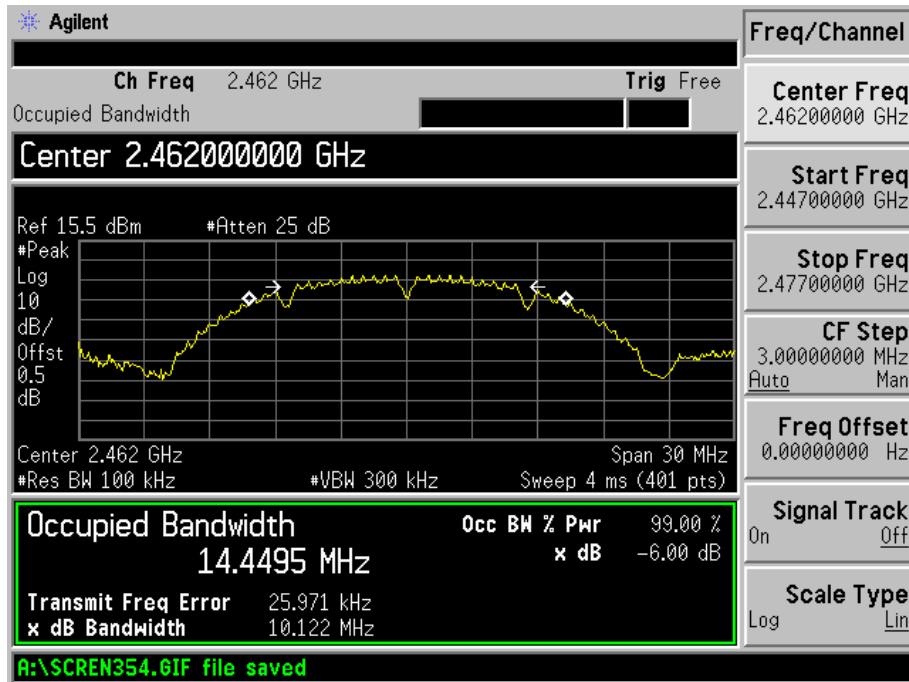 Agilent
Freq/Channel
Ch Freq 2.462 GHz Trig Free
Occupied Bandwidth
Center 2.462000000 GHz
Ref 15.5 dBm #Atten 25 dB
#Peak
Log
10
dB/
Offst
0.5
dB
Center 2.462 GHz Span 30 MHz
#Res BW 100 kHz #VBW 300 kHz Sweep 4 ms (401 pts)
Occupied Bandwidth Occ BW % Pwr 99.00 %
14.4495 MHz x dB -6.00 dB
Transmit Freq Error 25.971 kHz
x dB Bandwidth 10.122 MHz
A:\SCREN354.GIF file saved
Center Freq
2.46200000 GHz
Start Freq
2.44700000 GHz
Stop Freq
2.47700000 GHz
CF Step
3.00000000 MHz
Auto Man
Freq Offset
0.00000000 Hz
Signal Track
On Off
Scale Type
Log Lin